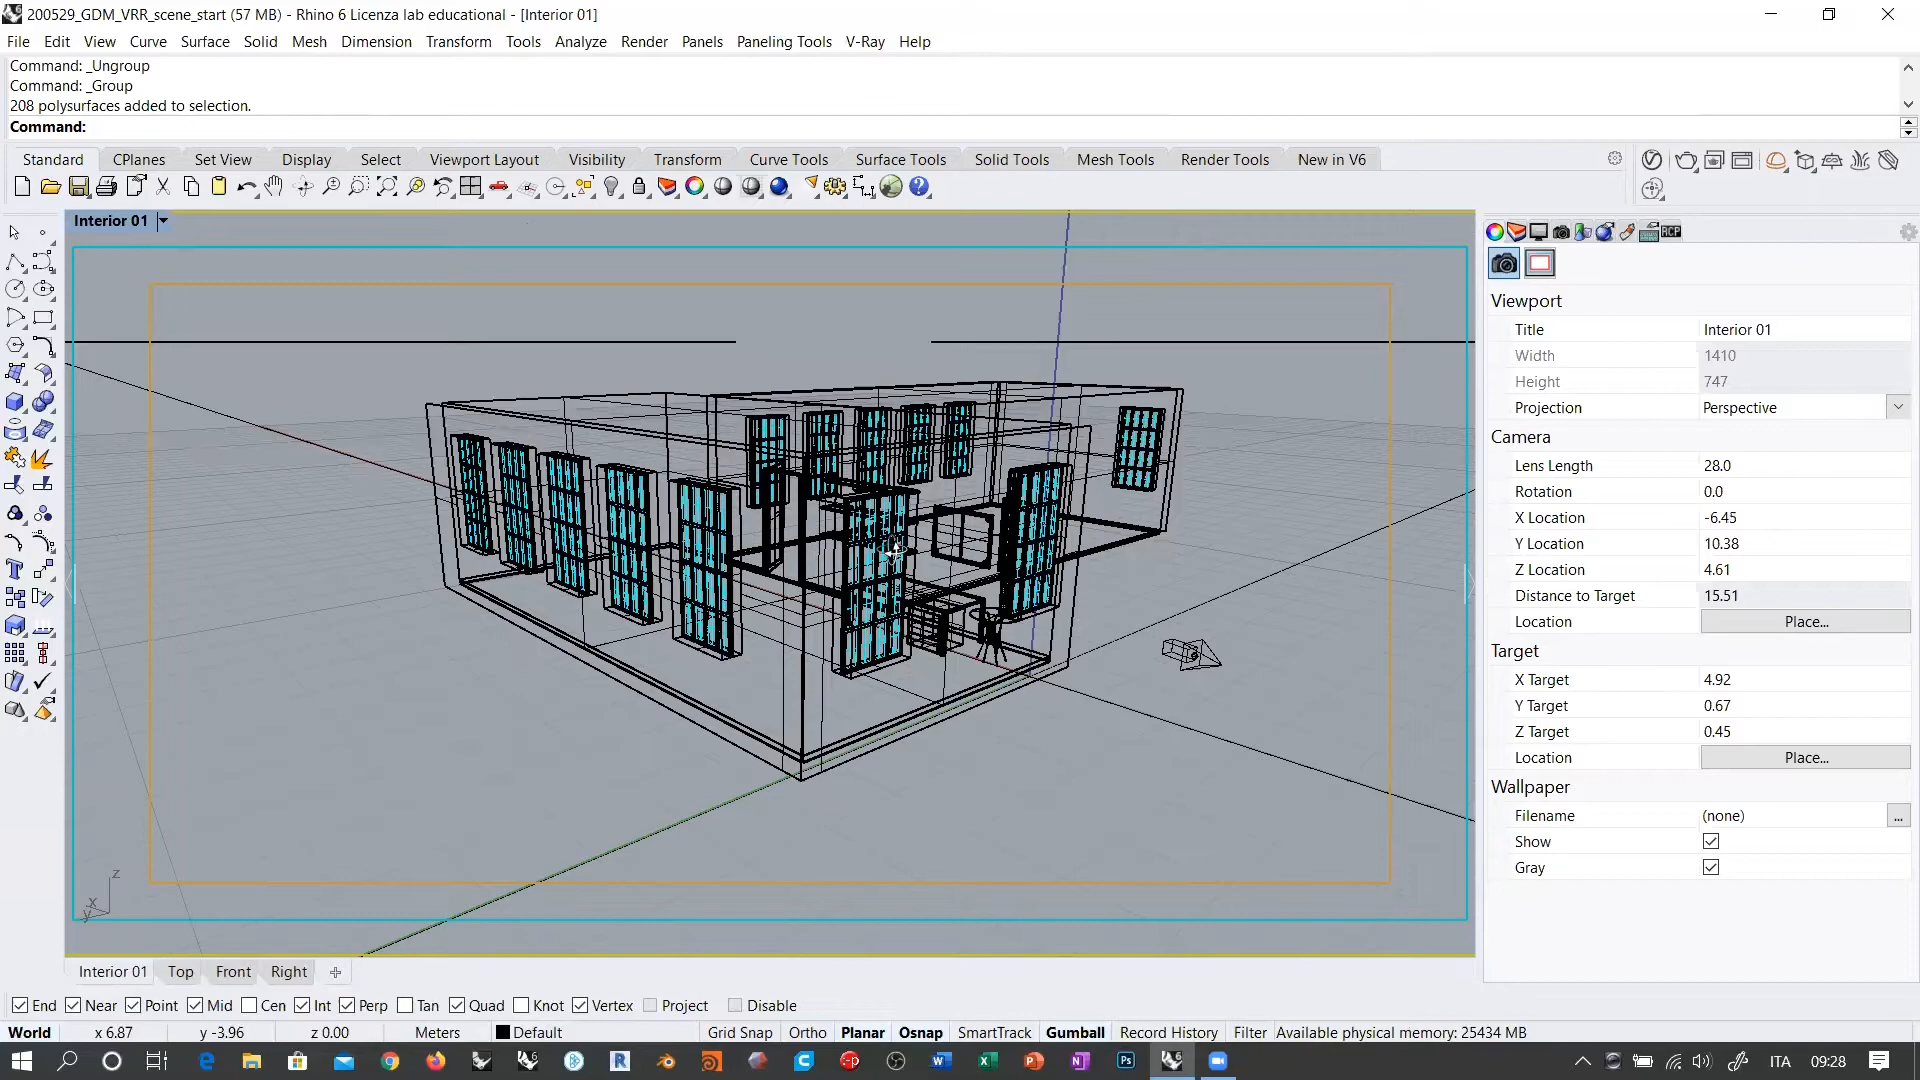 200529_GDM_VRR_scene_start (57 MB) - Rhino 6 Licenza lab educational - [Interior 01]
File Edit View Curve Surface Solid Mesh Dimension Transform Tools Analyze Render Panels Paneling Tools V-Ray Help
Command: _Ungroup
Command: _Group
208 polysurfaces added to selection.
Command:
Standard CPlanes Set View Display Select Viewport Layout Visibility Transform Curve Tools Surface Tools Solid Tools Mesh Tools Render Tools New in V6
Interior 01
RCP
Viewport
Title Interior 01
Width 1410
Height 747
Projection Perspective
Camera
Lens Length 28.0
Rotation 0.0
X Location -6.45
Y Location 10.38
Z Location 4.61
Distance to Target 15.51
Location Place...
Target
X Target 4.92
Y Target 0.67
Z Target 0.45
Location Place...
Wallpaper
Filename (none) ...
Show
Gray
z
x
y
Interior 01 Top Front Right
End Near Point Mid Cen Int Perp Tan Quad Knot Vertex Project Disable
World x 6.87 y -3.96 z 0.00 Meters Default Grid Snap Ortho Planar Osnap SmartTrack Gumball Record History Filter Available physical memory: 25434 MB
ITA 09:28